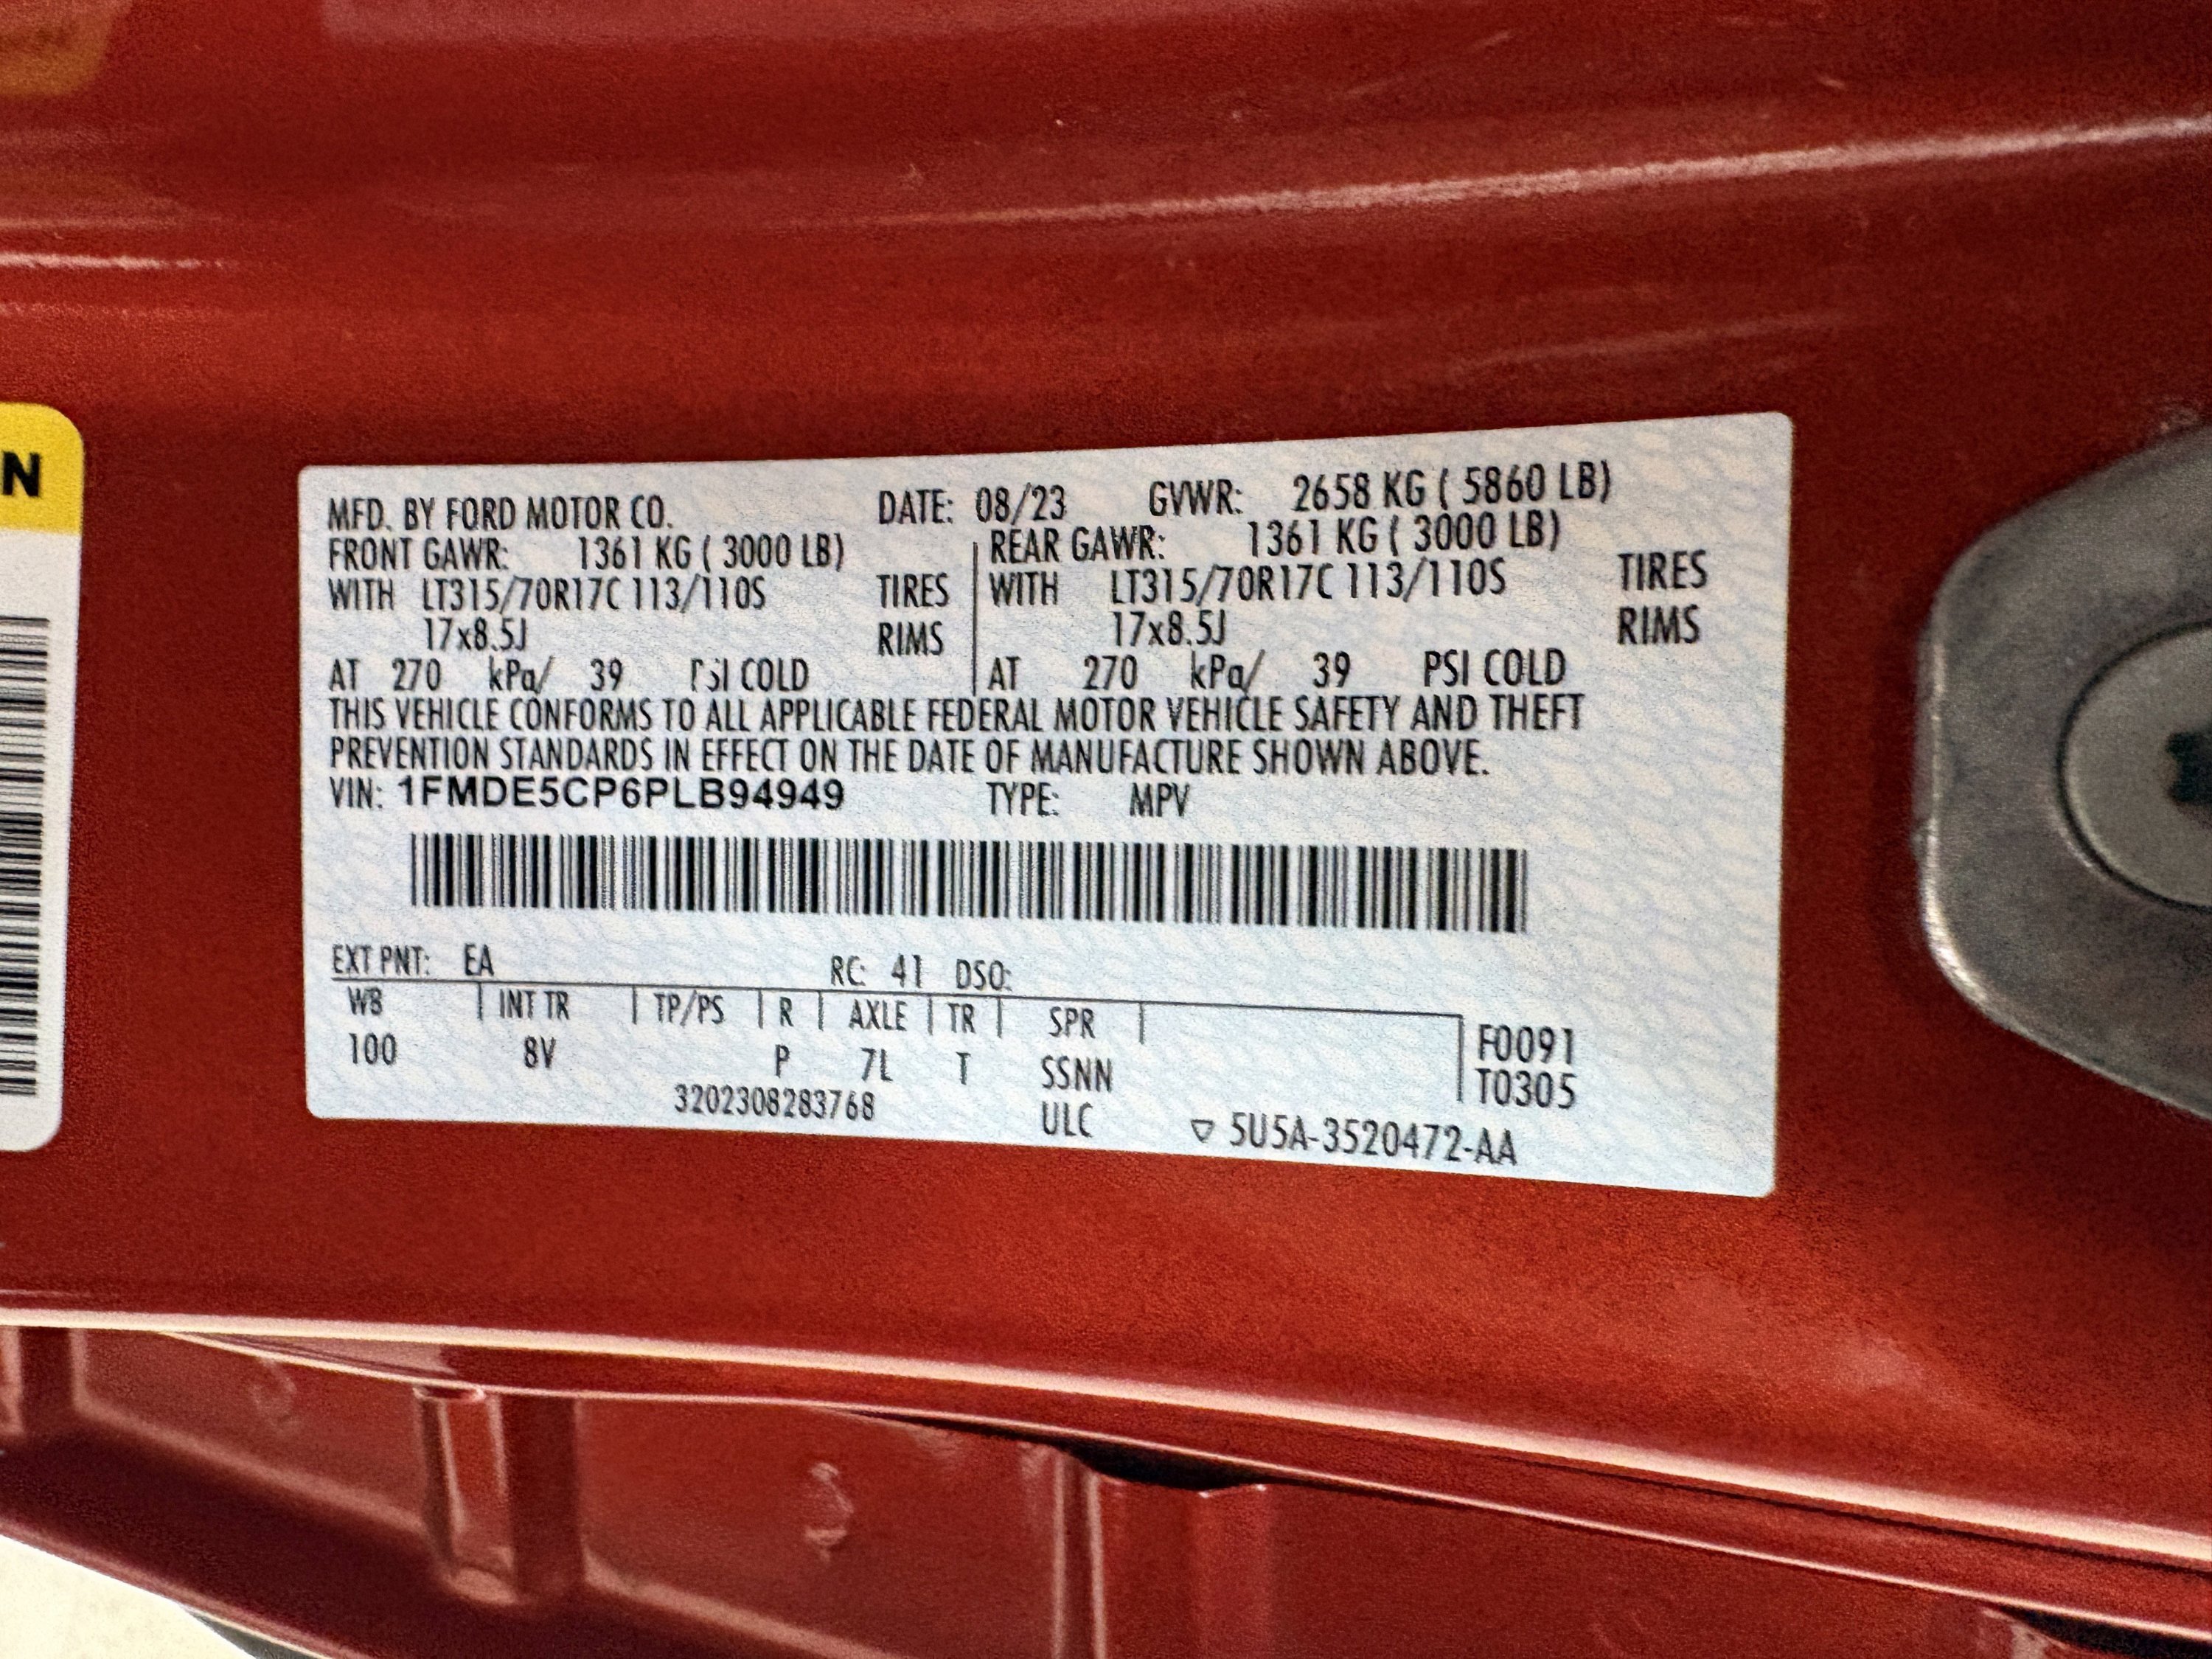 N
MFD. BY FORD MOTOR CO. DATE: 08/23 GVWR: 2658 KG ( 5860 LB)
FRONT GAWR: 1361 KG ( 3000 LB) REAR GAWR: 1361 KG ( 3000 LB)
WITH LT315/70R17C 113/110S TIRES WITH LT315/70R17C 113/110S TIRES
17x8.5J RIMS 17x8.5J RIMS
AT 270 kPa/ 39 PSI COLD AT 270 kPa/ 39 PSI COLD
THIS VEHICLE CONFORMS TO ALL APPLICABLE FEDERAL MOTOR VEHICLE SAFETY AND THEFT
PREVENTION STANDARDS IN EFFECT ON THE DATE OF MANUFACTURE SHOWN ABOVE.
VIN: 1FMDE5CP6PLB94949 TYPE: MPV
EXT PNT: EA RC: 41 DSO:
WB INT TR TP/PS R AXLE TR SPR F0091
100 8V P 7L T SSNN T0305
3202308283768 ULC ▽ 5U5A-3520472-AA